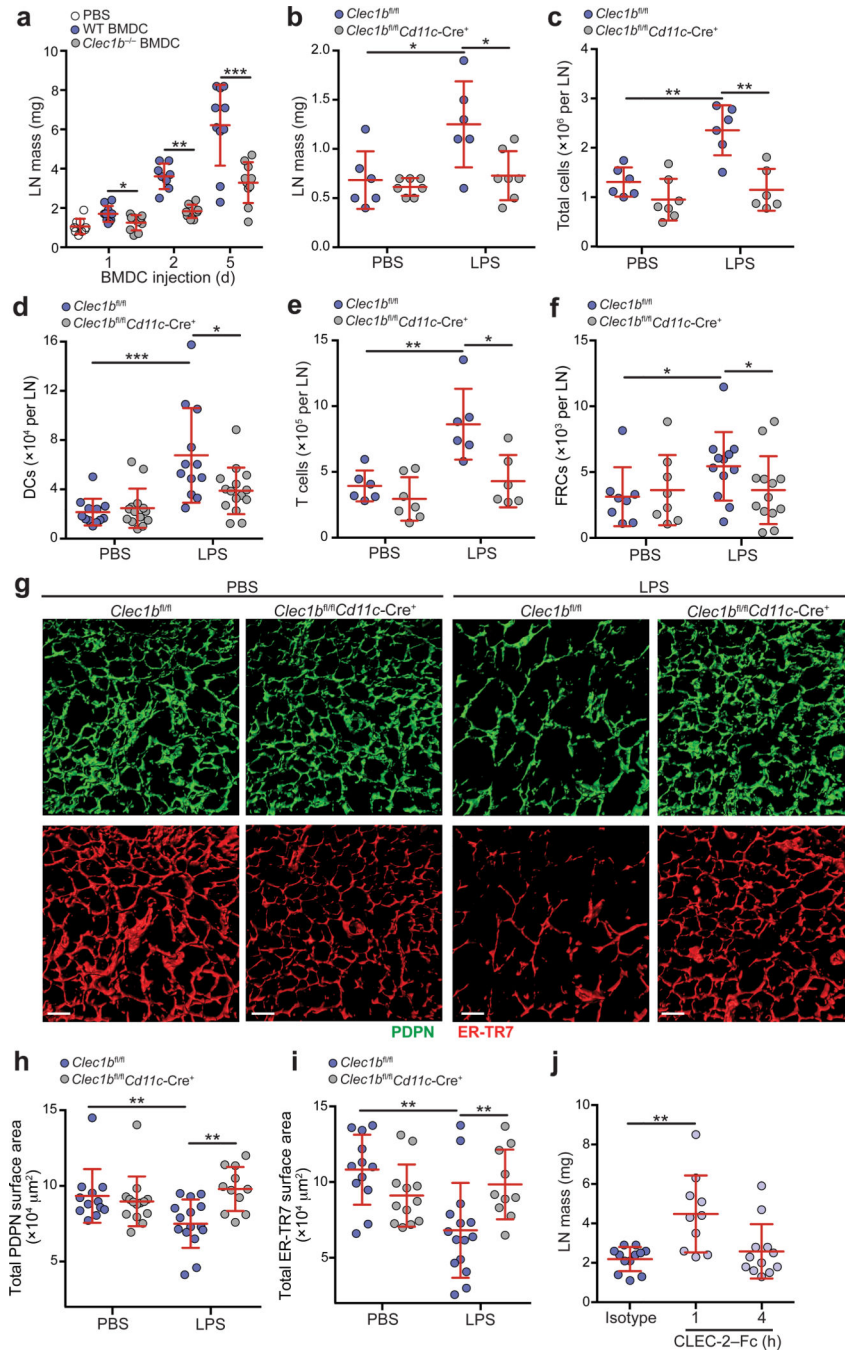 a
PBS
WT BMDC
Clec1b–/– BMDC
LN mass (mg)
10
8
6
4
2
0
*
**
***
1 2 5
BMDC injection (d)
b
Clec1bfl/fl
Clec1bfl/flCd11c-Cre+
LN mass (mg)
2.0
1.5
1.0
0.5
0.0
* *
PBS LPS
c
Clec1bfl/fl
Clec1bfl/flCd11c-Cre+
Total cells (×10⁶ per LN)
4
3
2
1
0
** **
PBS LPS
d
Clec1bfl/fl
Clec1bfl/flCd11c-Cre+
DCs (×10⁴ per LN)
16
12
8
4
0
*** *
PBS LPS
e
Clec1bfl/fl
Clec1bfl/flCd11c-Cre+
T cells (×10⁵ per LN)
15
10
5
0
** *
PBS LPS
f
Clec1bfl/fl
Clec1bfl/flCd11c-Cre+
FRCs (×10³ per LN)
15
10
5
0
* *
PBS LPS
g
PBS LPS
Clec1bfl/fl Clec1bfl/flCd11c-Cre+ Clec1bfl/fl Clec1bfl/flCd11c-Cre+
PDPN ER-TR7
h
Clec1bfl/fl
Clec1bfl/flCd11c-Cre+
Total PDPN surface area
(×10⁴ μm²)
15
10
5
** **
PBS LPS
i
Clec1bfl/fl
Clec1bfl/flCd11c-Cre+
Total ER-TR7 surface area
(×10⁴ μm²)
15
10
5
** **
PBS LPS
j
LN mass (mg)
10
8
6
4
2
0
**
Isotype 1 4
CLEC-2–Fc (h)